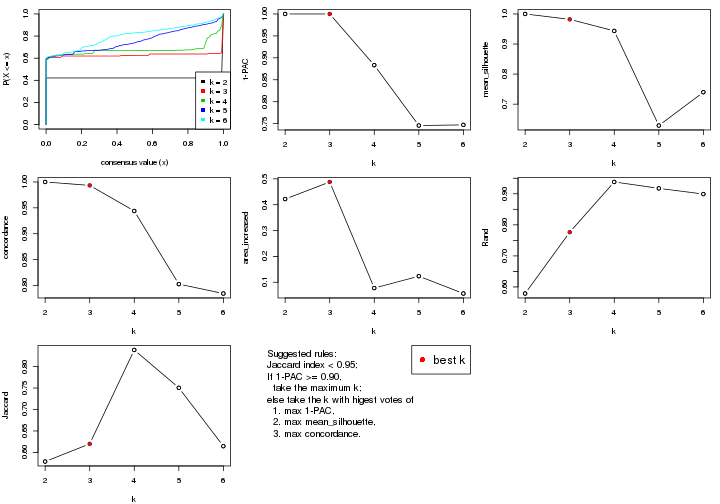 P(X <= x)
0.0 0.2 0.4 0.6 0.8 1.0
0.0 0.2 0.4 0.6 0.8 1.0
consensus value (x)
k = 2
k = 3
k = 4
k = 5
k = 6
1-PAC
0.75 0.80 0.85 0.90 0.95 1.00
2 3 4 5 6
k
mean_silhouette
0.7 0.8 0.9 1.0
2 3 4 5 6
k
concordance
0.80 0.85 0.90 0.95 1.00
2 3 4 5 6
k
area_increased
0.1 0.2 0.3 0.4 0.5
2 3 4 5 6
k
Rand
0.60 0.70 0.80 0.90
2 3 4 5 6
k
Jaccard
0.60 0.65 0.70 0.75 0.80
2 3 4 5 6
k
Suggested rules:
Jaccard index < 0.95;
If 1-PAC >= 0.90,
take the maximum k;
else take the k with higest votes of
1. max 1-PAC,
2. max mean_silhouette,
3. max concordance.
best k